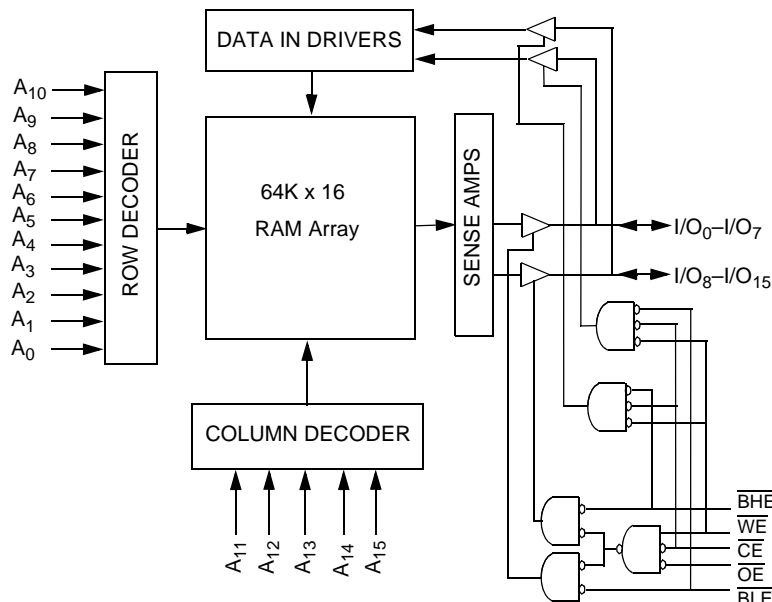 DATA IN DRIVERS
A10
A9
A8
A7
A6
A5
A4
A3
A2
A1
A0
ROW DECODER
64K x 16
RAM Array
SENSE AMPS
I/O0–I/O7
I/O8–I/O15
COLUMN DECODER
A11
A12
A13
A14
A15
BHE
WE
CE
OE
BLE